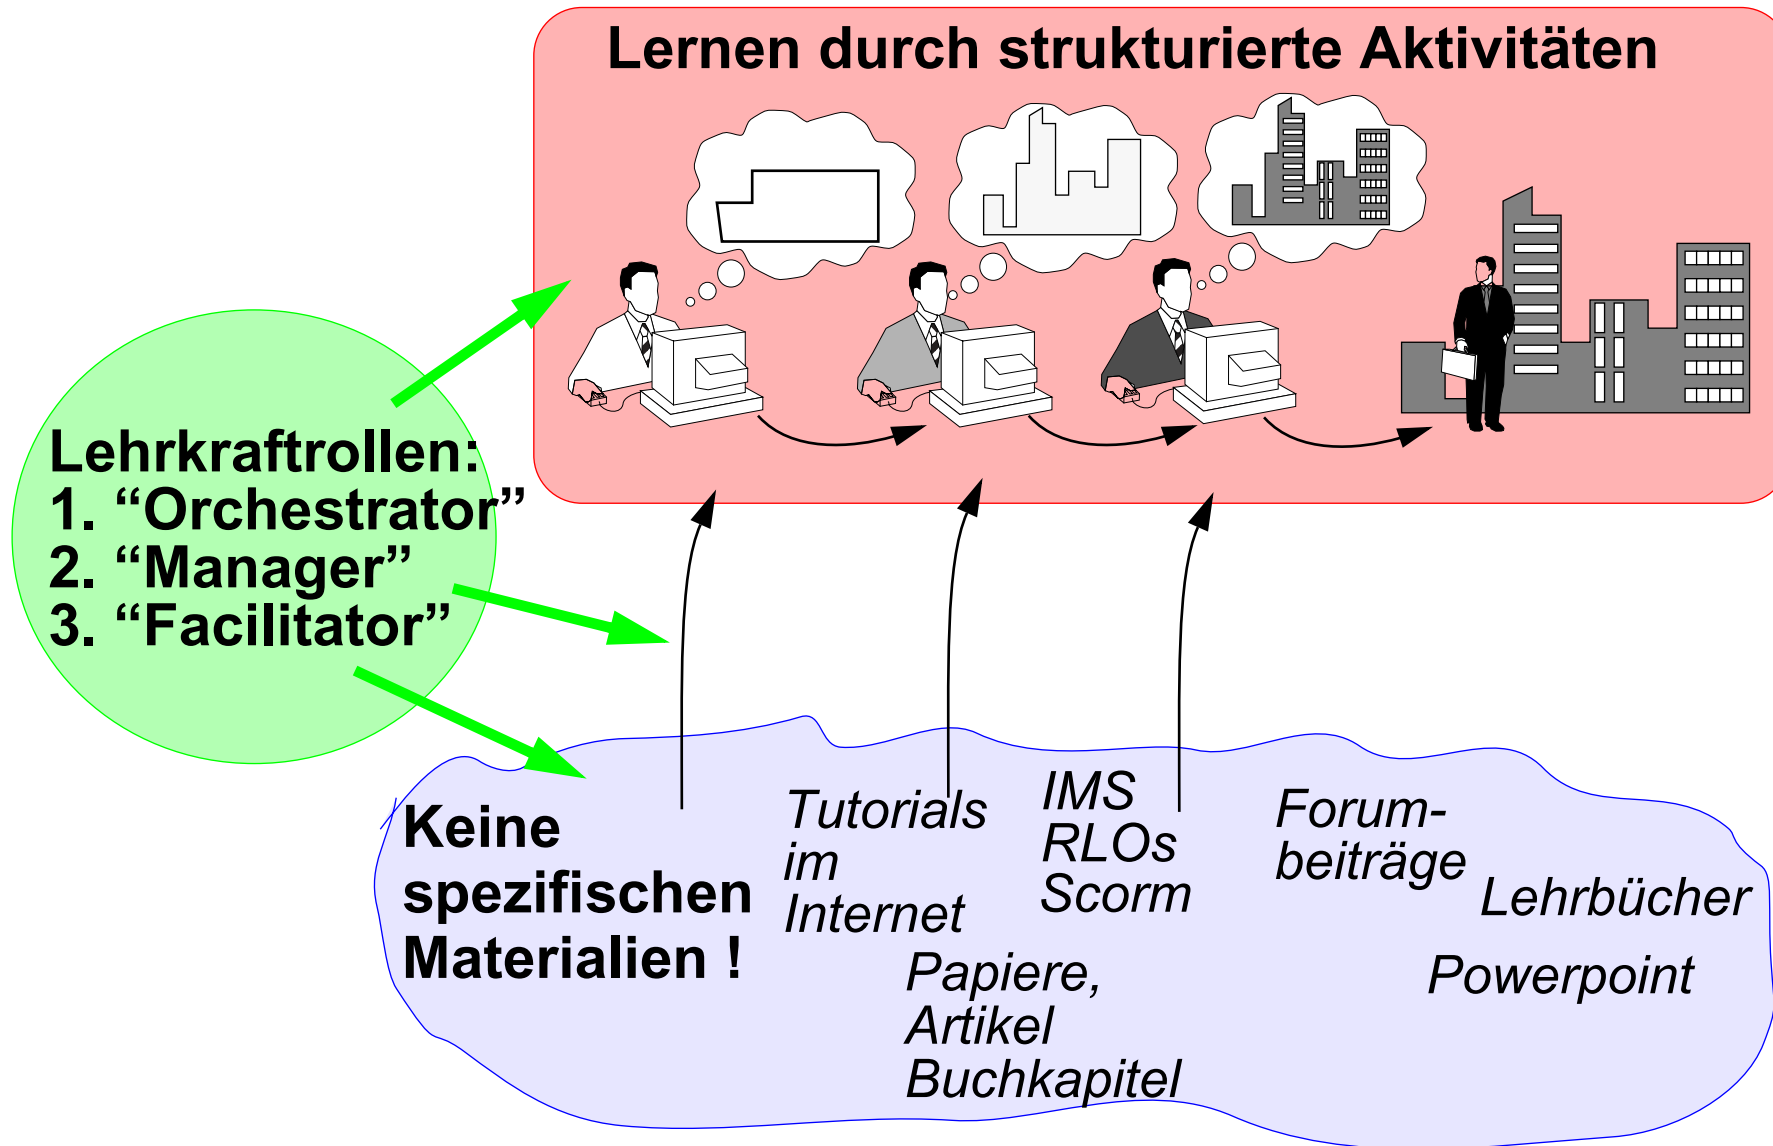 Lernen durch strukturierte Aktivitäten
Lehrkraftrollen:
1. “Orchestrator”
2. “Manager”
3. “Facilitator”
Keine
spezifischen
Materialien !
Tutorials
im
Internet
IMS
RLOs
Scorm
Forum-
beiträge
Lehrbücher
Papiere,
Artikel
Buchkapitel
Powerpoint